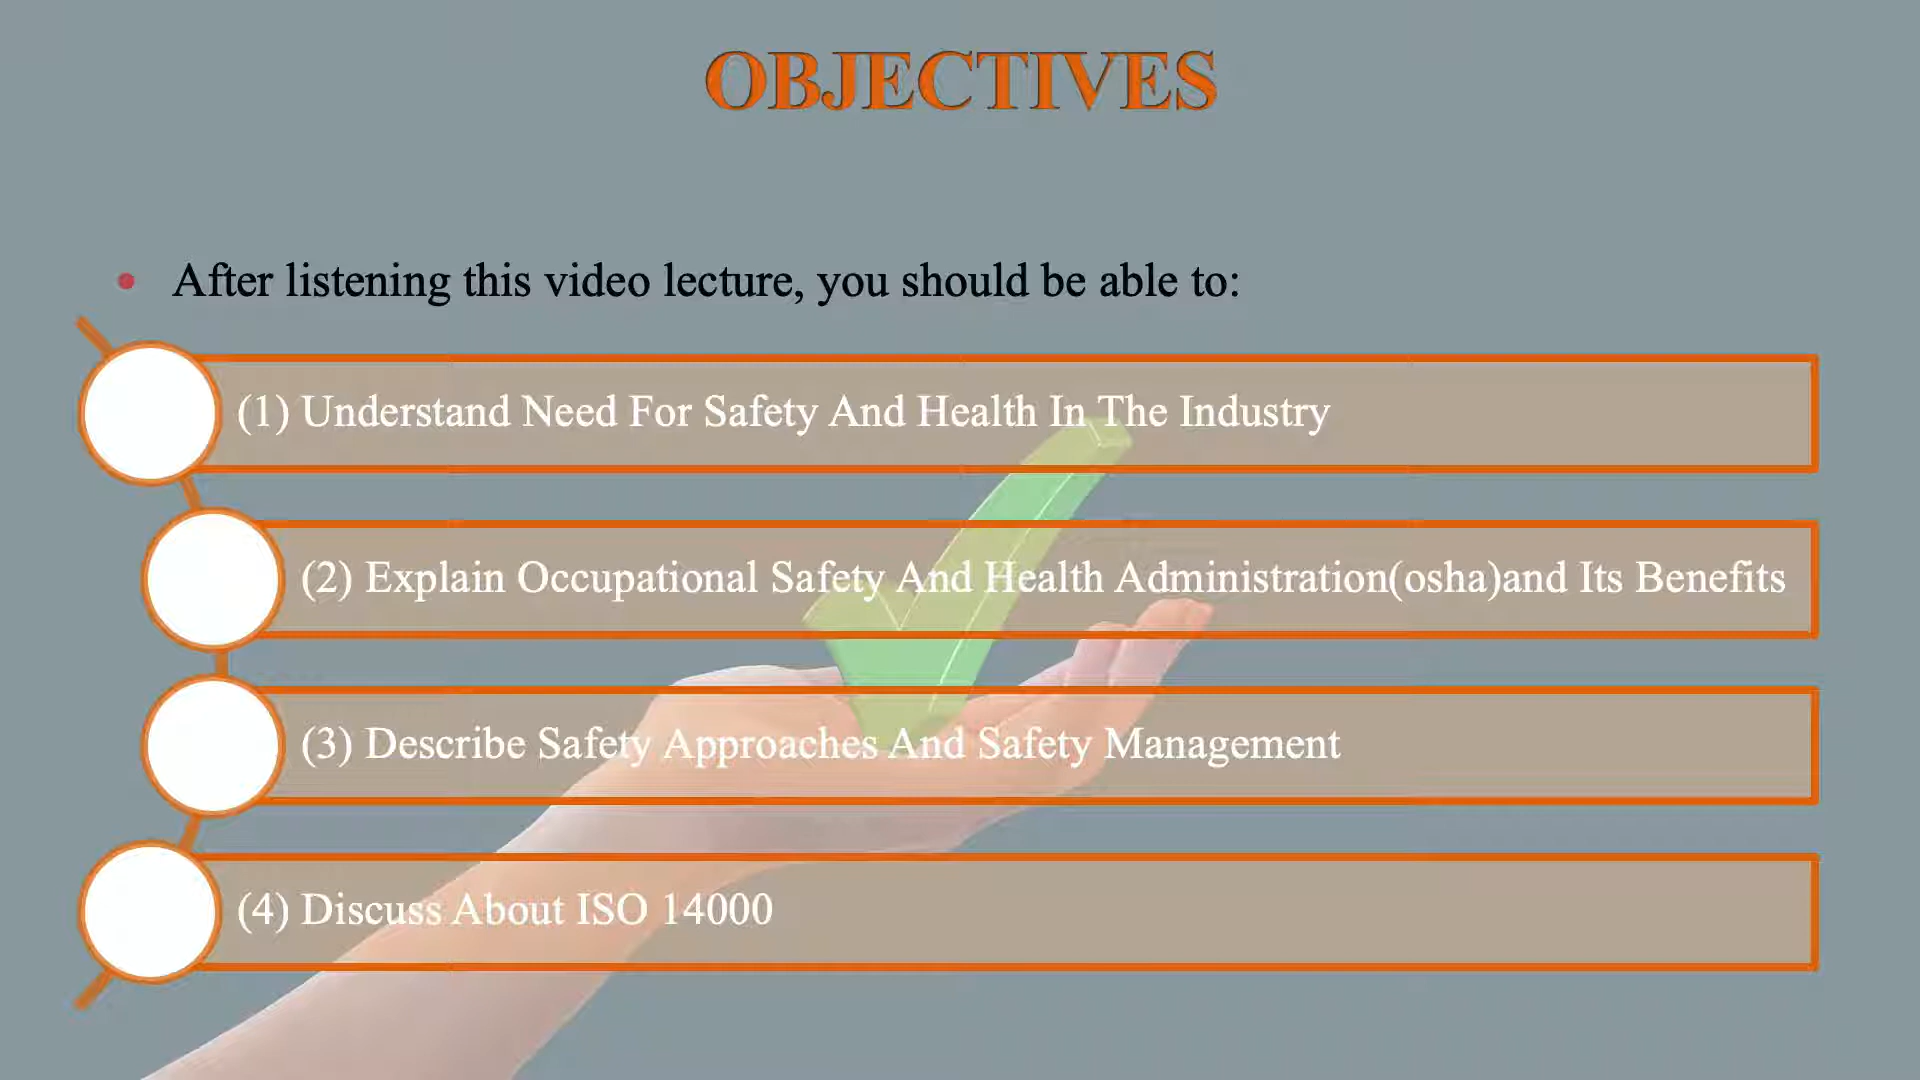 OBJECTIVES
• After listening this video lecture, you should be able to:
(1) Understand Need For Safety And Health In The Industry
(2) Explain Occupational Safety And Health Administration(osha)and Its Benefits
(3) Describe Safety Approaches And Safety Management
(4) Discuss About ISO 14000